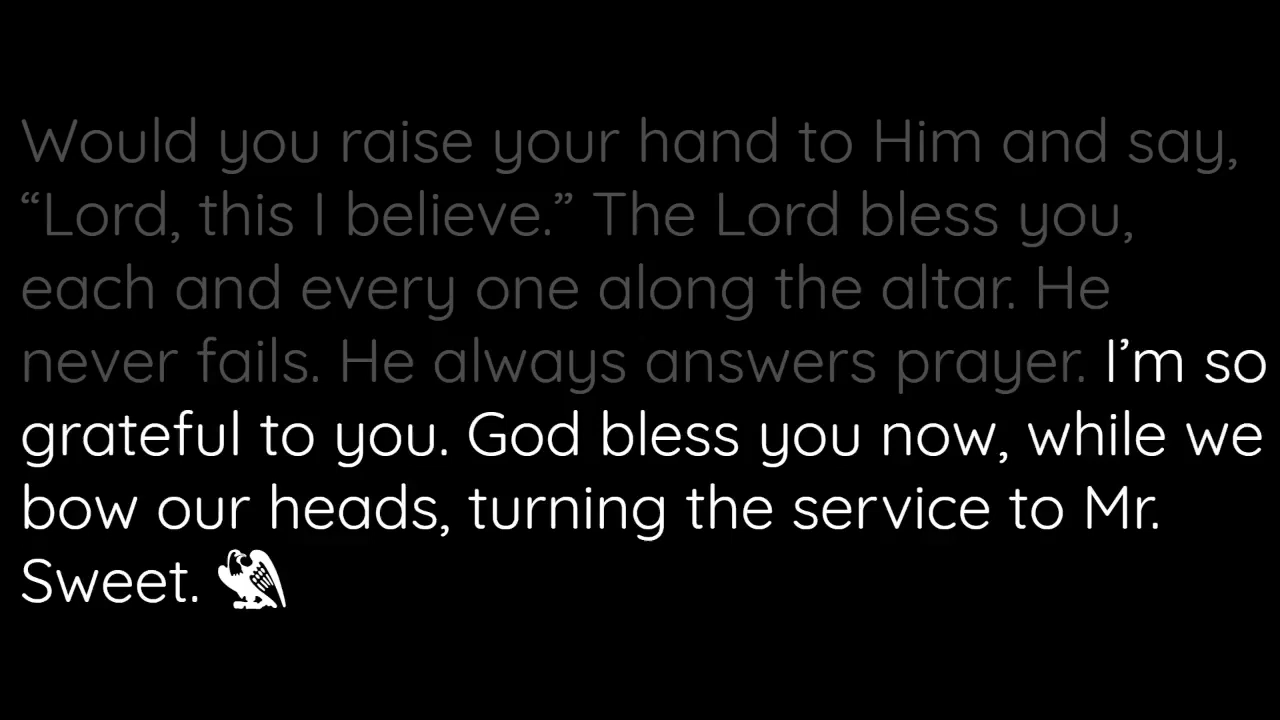 Would you raise your hand to Him and say,
“Lord, this I believe.” The Lord bless you,
each and every one along the altar. He
never fails. He always answers prayer. I’m so
grateful to you. God bless you now, while we
bow our heads, turning the service to Mr.
Sweet.